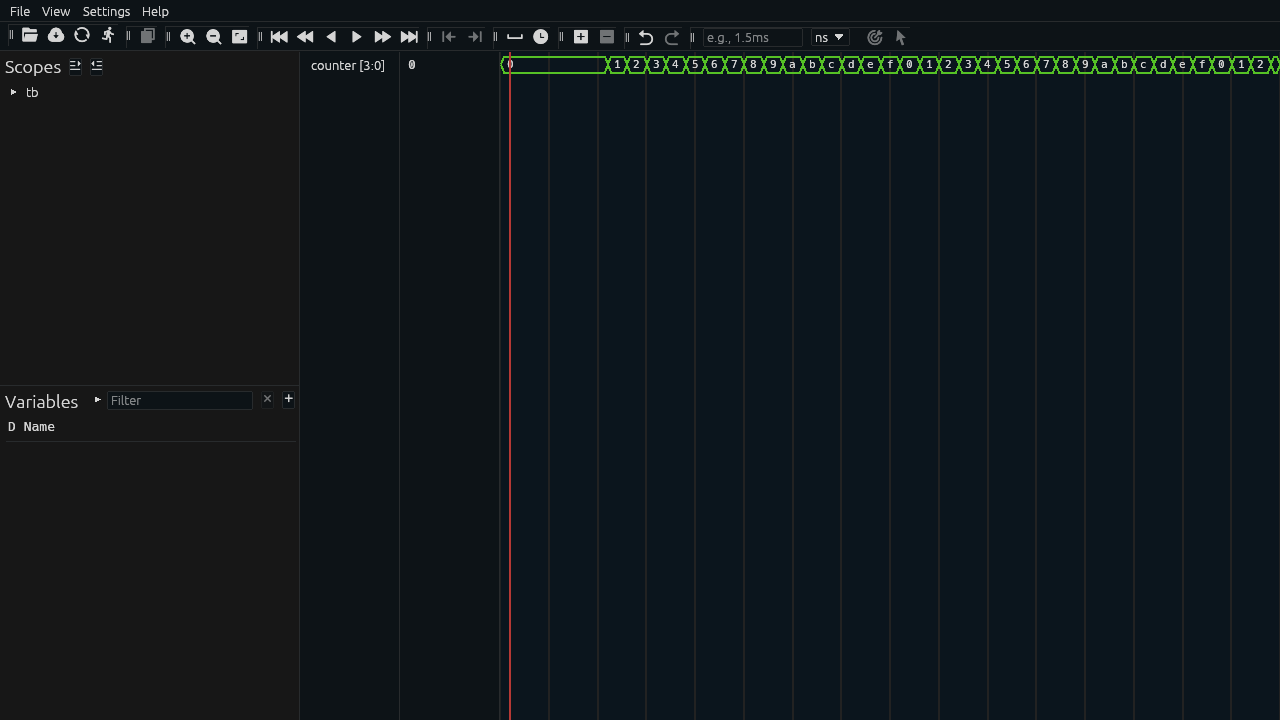 File View Settings Help
e.g., 1.5ms ns
Scopes
tb
counter [3:0] 0 0 1 2 3 4 5 6 7 8 9 a b c d e f 0 1 2 3 4 5 6 7 8 9 a b c d e f 0 1 2
Variables Filter
D Name